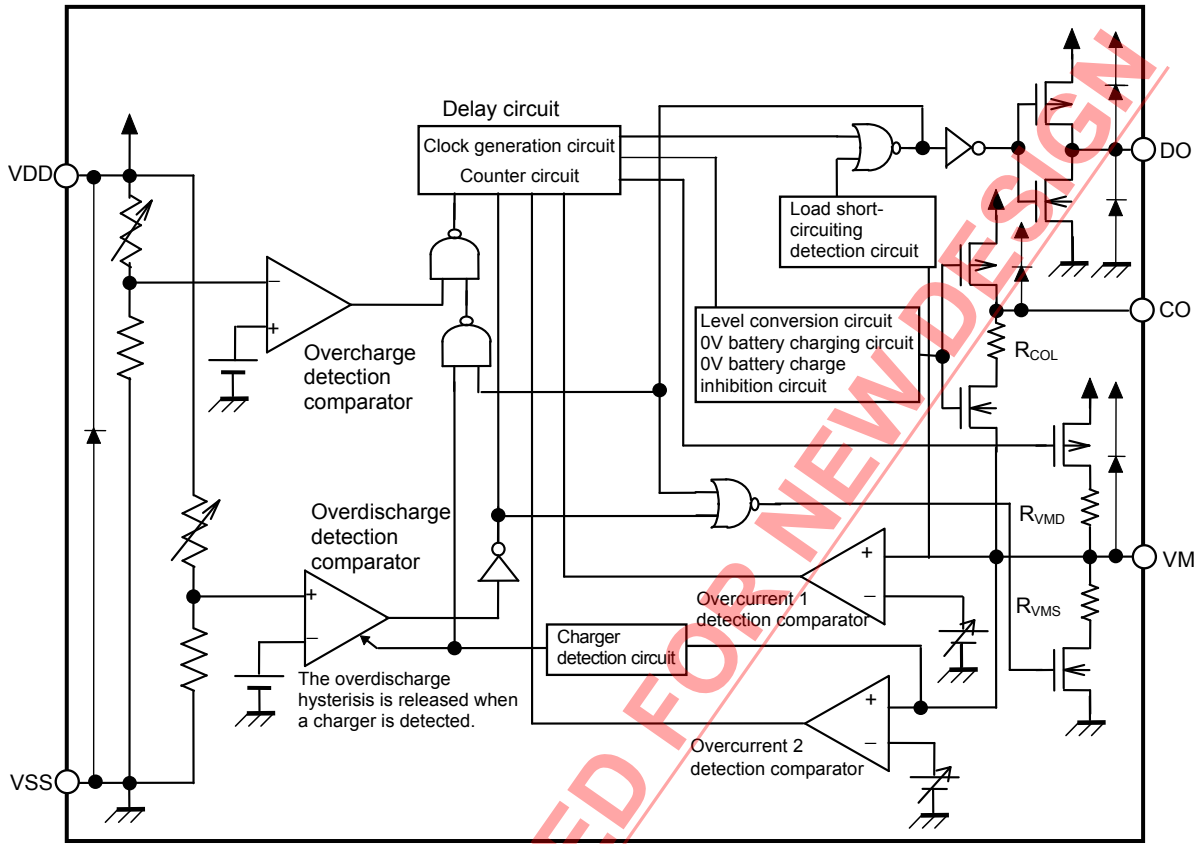 Delay circuit
Clock generation circuit
Counter circuit
VDD
DO
Load short-
circuiting
detection circuit
CO
Level conversion circuit
0V battery charging circuit
0V battery charge
inhibition circuit
RCOL
−
+
Overcharge
detection
comparator
Overdischarge
detection
comparator
RVMD
VM
+
−
Overcurrent 1
detection comparator
RVMS
+
−
Charger
detection circuit
The overdischarge
hysterisis is released when
a charger is detected.
+
−
Overcurrent 2
detection comparator
VSS
ED FOR NEW DESIGN